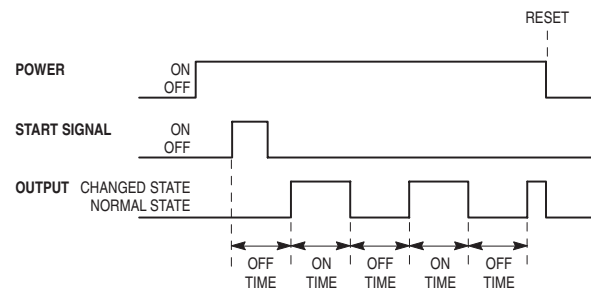 RESET
POWER ON
OFF
START SIGNAL ON
OFF
OUTPUT CHANGED STATE
NORMAL STATE
OFF ON OFF ON OFF
TIME TIME TIME TIME TIME